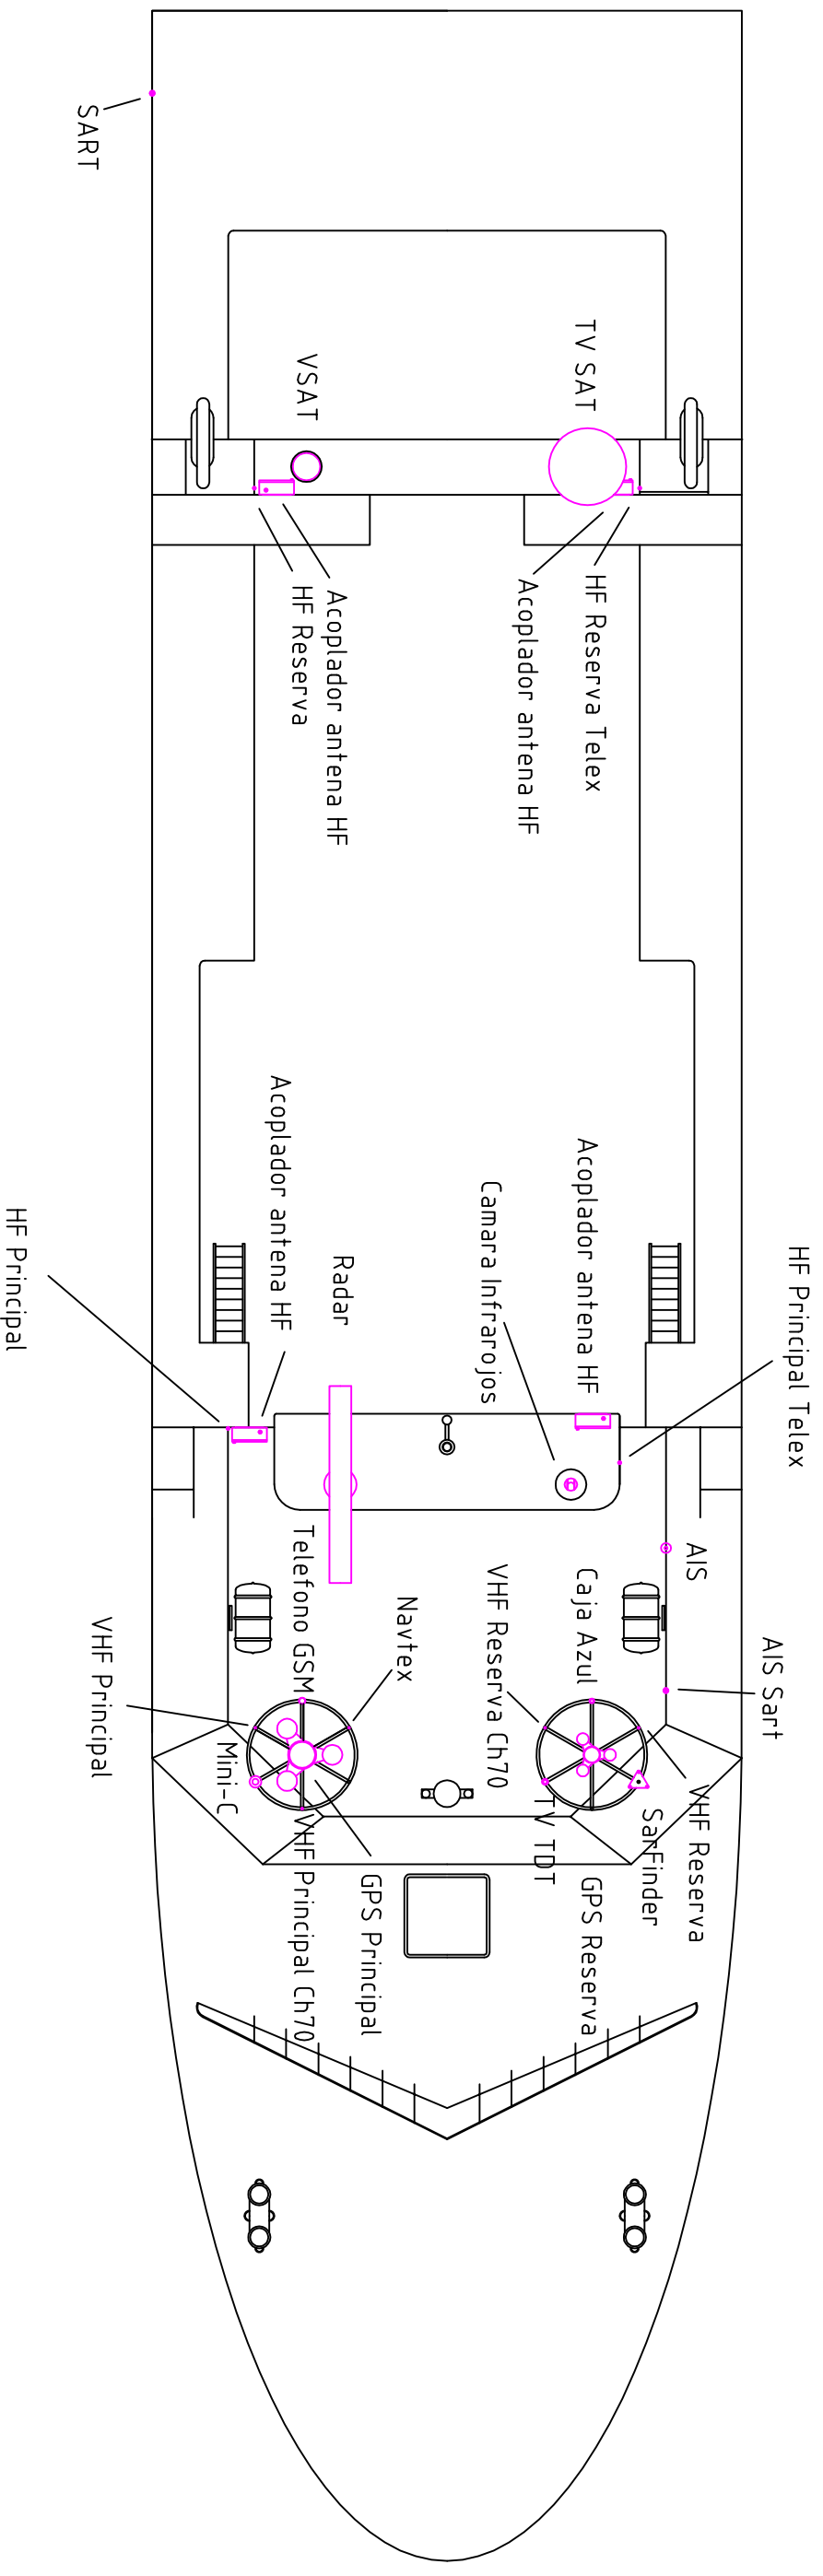 SART
VSAT
TV SAT
HF Reserva
Acoplador antena HF
Acoplador antena HF
HF Reserva Telex
HF Principal
Acoplador antena HF
Radar
Camara Infrarojos
Acoplador antena HF
HF Principal Telex
VHF Principal
Telefono GSM
Navtex
VHF Reserva Ch70
Caja Azul
AIS
AIS Sart
Mini-C
VHF Principal Ch70
GPS Principal
TV TDT
GPS Reserva
SarFinder
VHF Reserva